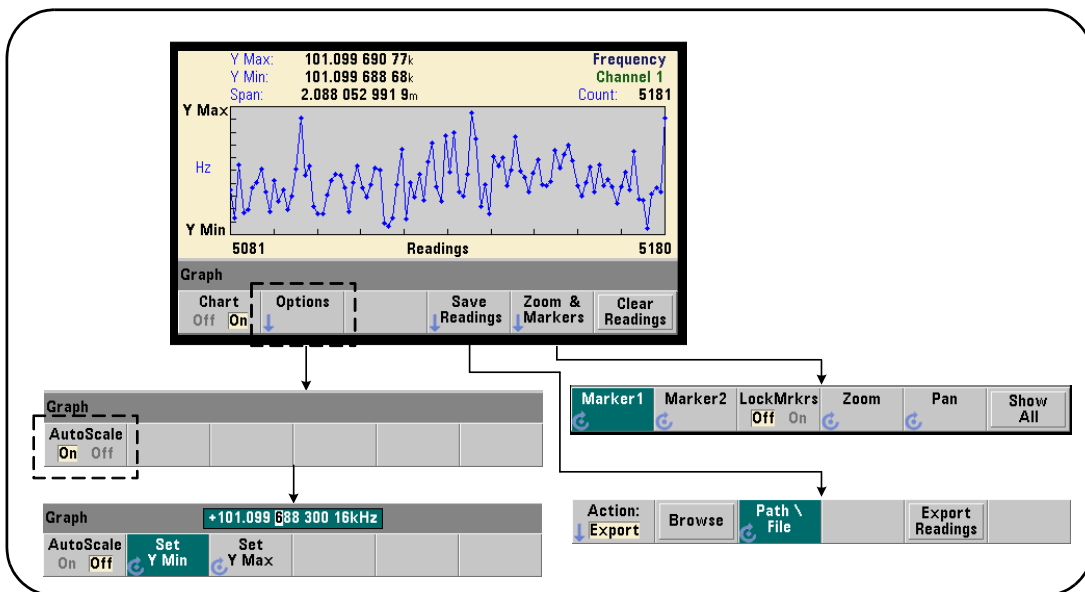 Y Max: 101.099 690 77k Frequency
Y Min: 101.099 688 68k Channel 1
Span: 2.088 052 991 9m Count: 5181
Y Max
Hz
Y Min
5081 Readings 5180
Graph
Chart Options Save Zoom & Clear
Off On Readings Markers Readings
Graph
AutoScale
On Off
Marker1 Marker2 LockMrkrs Zoom Pan Show
Off On All
Graph +101.099 688 300 16kHz
AutoScale Set Set
On Off Y Min Y Max
Action: Browse Path \ Export
Export File Readings